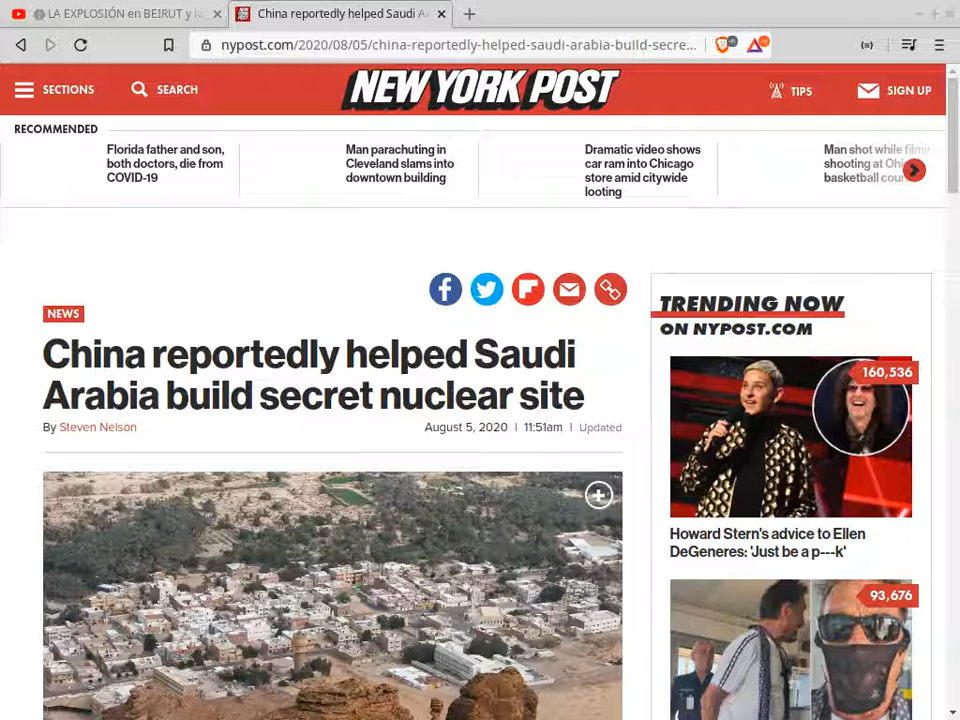 LA EXPLOSIÓN en BEIRUT y
China reportedly helped Saudi
nypost.com/2020/08/05/china-reportedly-helped-saudi-arabia-build-secre...
SECTIONS
SEARCH
NEW YORK POST
TIPS
SIGN UP
RECOMMENDED
Florida father and son,
both doctors, die from
COVID-19
Man parachuting in
Cleveland slams into
downtown building
Dramatic video shows
car ram into Chicago
store amid citywide
looting
Man shot while
shooting at
basketball
NEWS
China reportedly helped Saudi
Arabia build secret nuclear site
By Steven Nelson
August 5, 2020 | 11:51am | Updated
TRENDING NOW
ON NYPOST.COM
160,536
Howard Stern's advice to Ellen
DeGeneres: 'Just be a p---k'
93,676